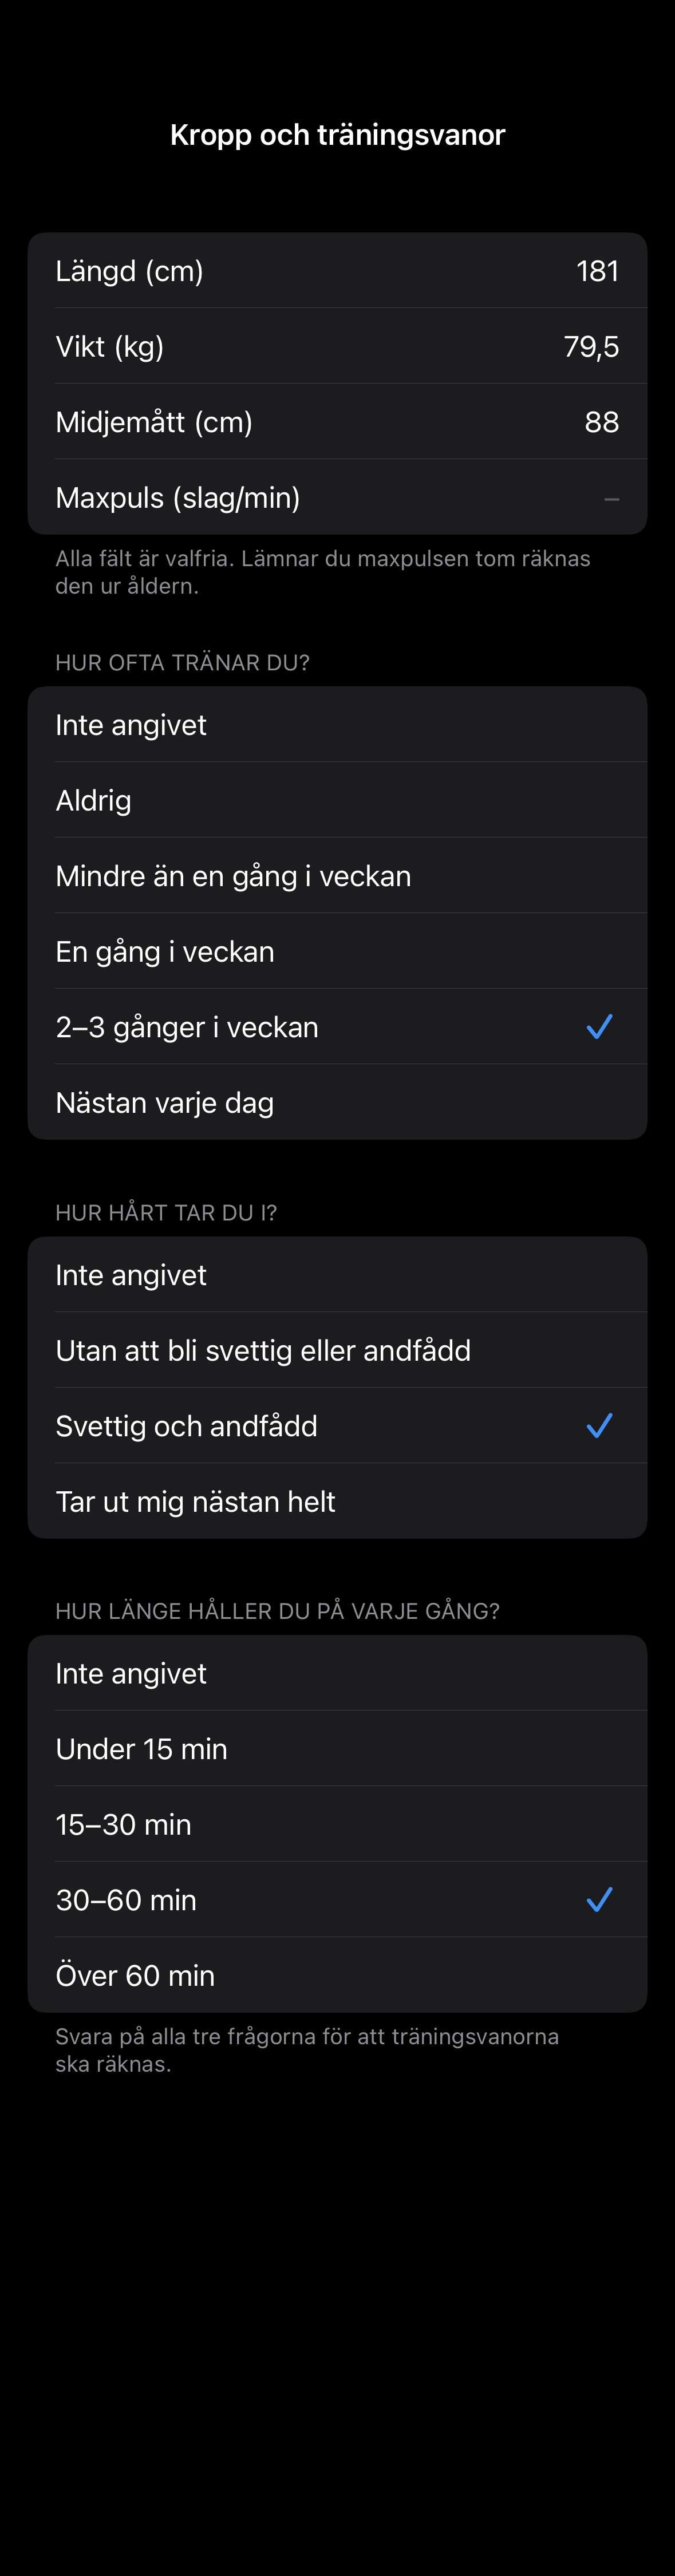 Kropp och träningsvanor
Längd (cm) 181
Vikt (kg) 79,5
Midjemått (cm) 88
Maxpuls (slag/min) –
Alla fält är valfria. Lämnar du maxpulsen tom räknas
den ur åldern.
HUR OFTA TRÄNAR DU?
Inte angivet
Aldrig
Mindre än en gång i veckan
En gång i veckan
2–3 gånger i veckan
Nästan varje dag
HUR HÅRT TAR DU I?
Inte angivet
Utan att bli svettig eller andfådd
Svettig och andfådd
Tar ut mig nästan helt
HUR LÄNGE HÅLLER DU PÅ VARJE GÅNG?
Inte angivet
Under 15 min
15–30 min
30–60 min
Över 60 min
Svara på alla tre frågorna för att träningsvanorna
ska räknas.